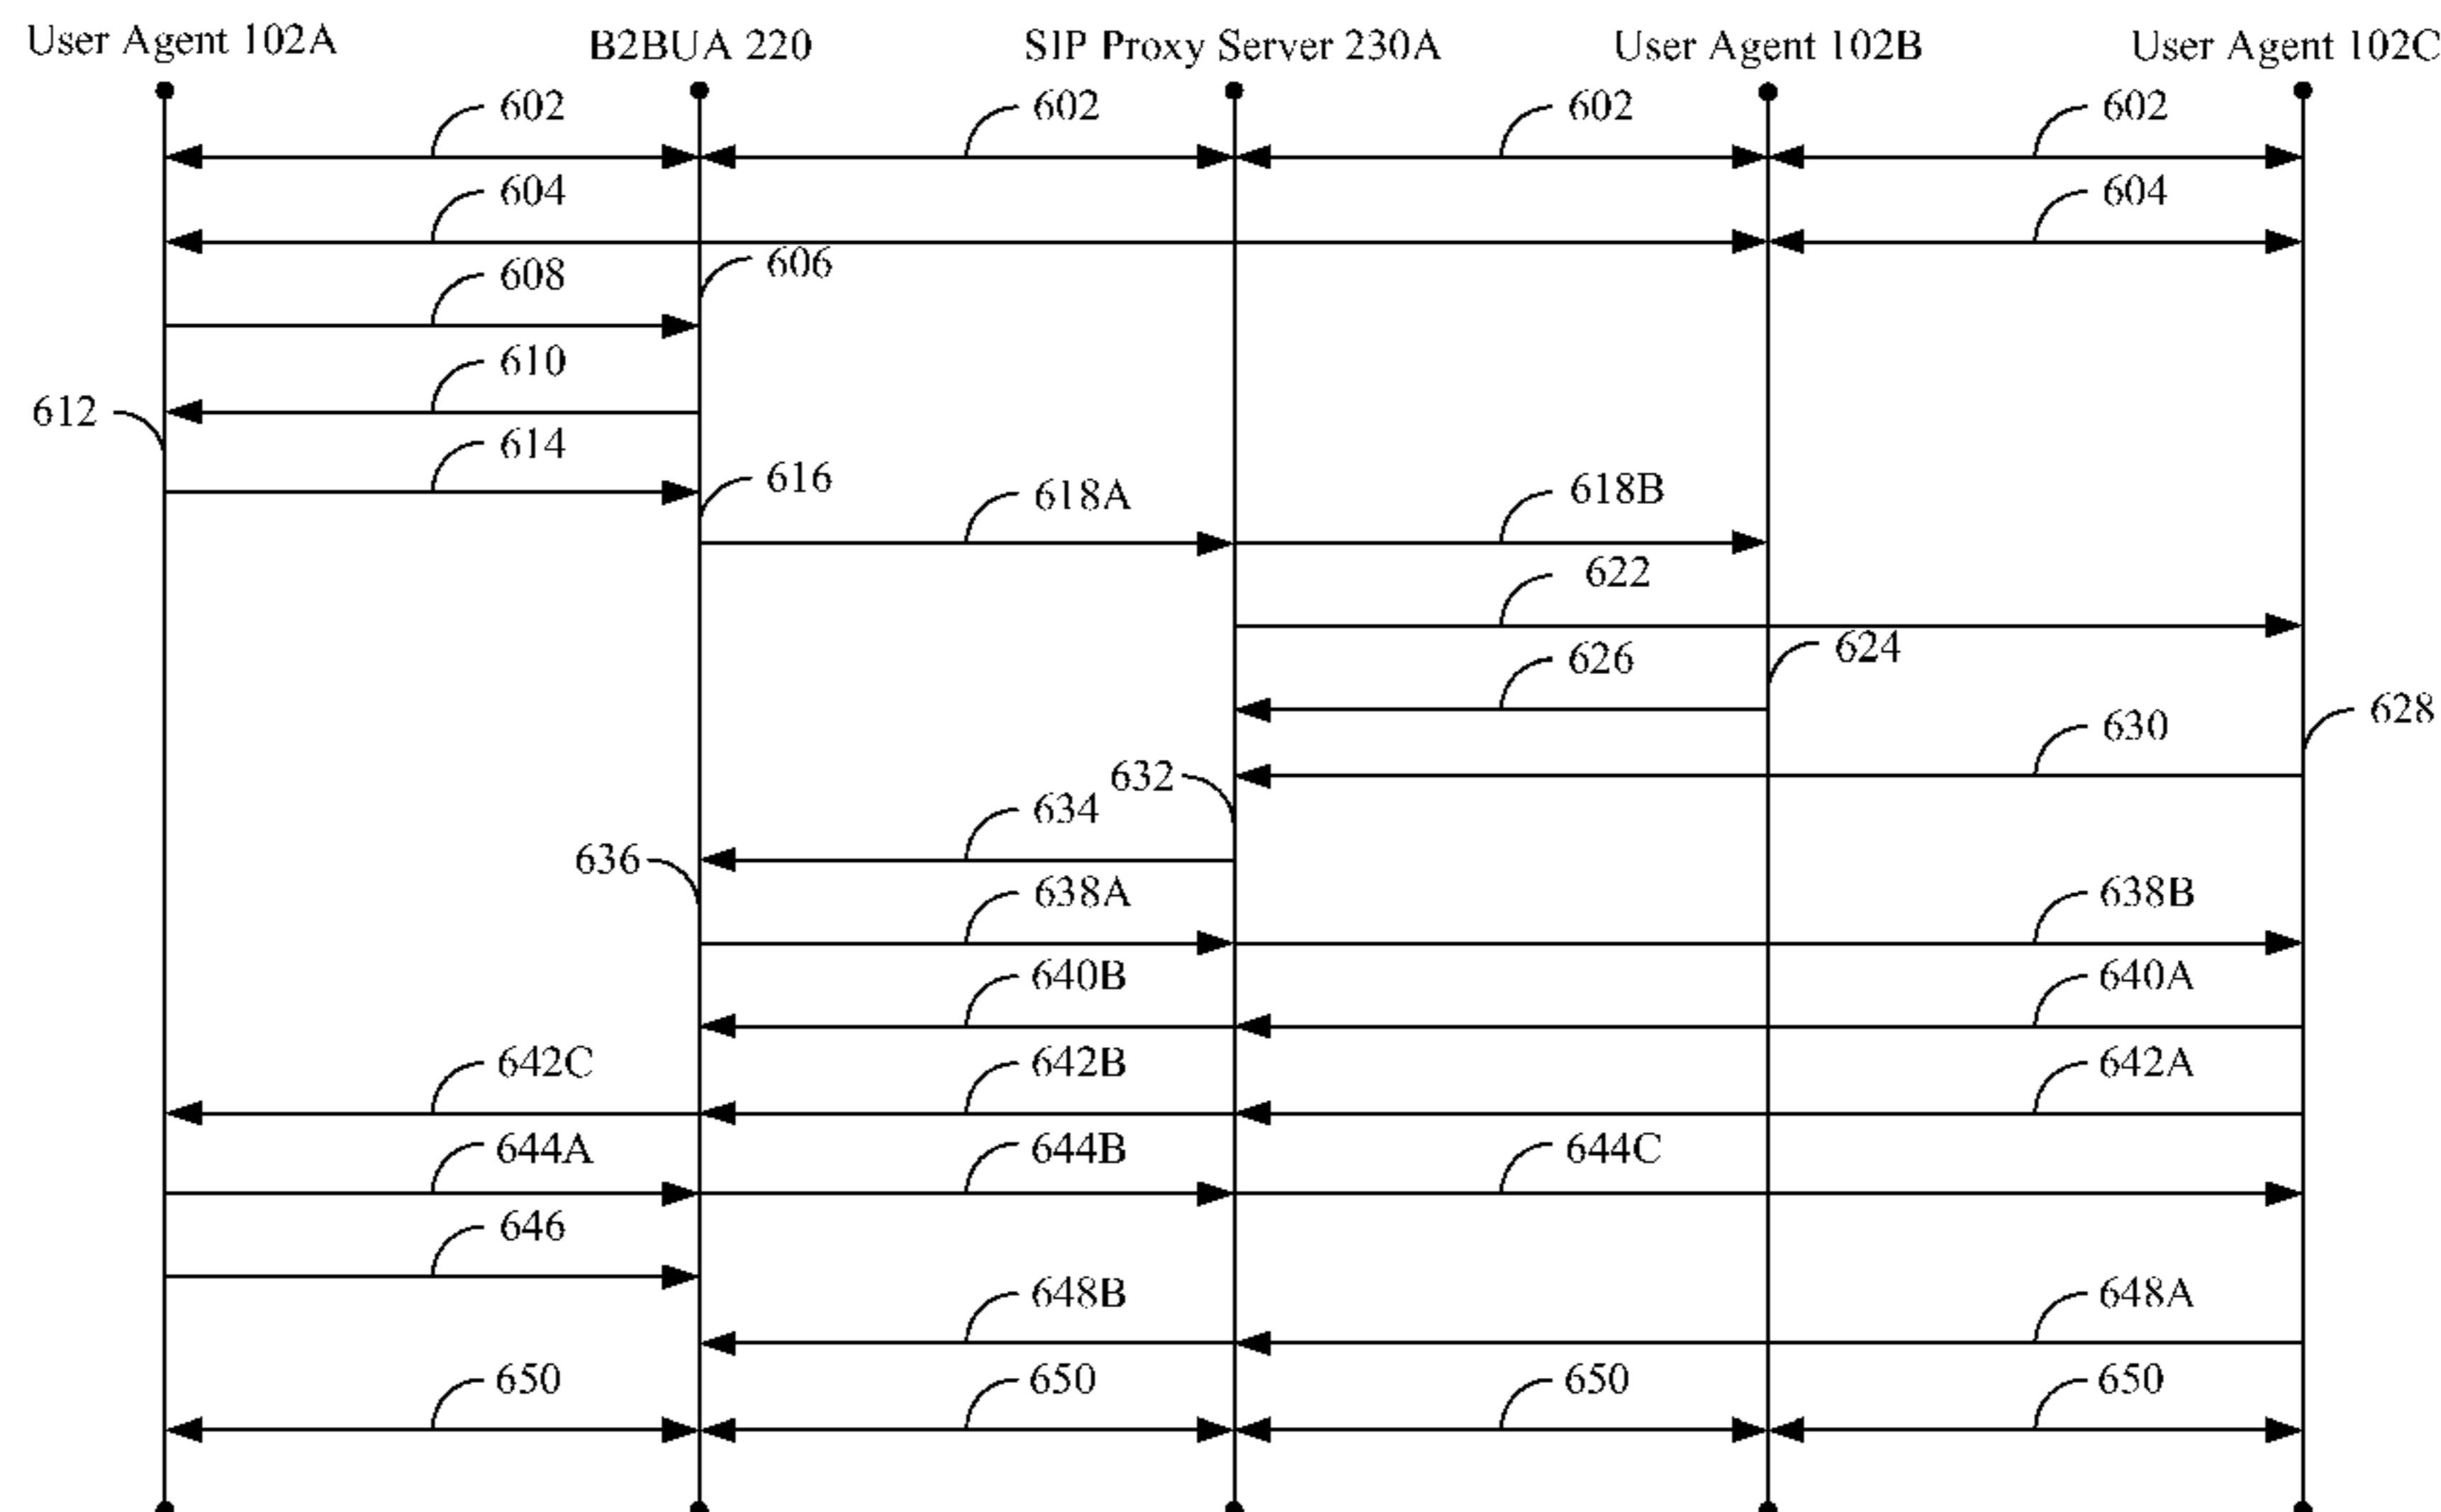 User Agent 102A B2BUA 220 SIP Proxy Server 230A User Agent 102B User Agent 102C
602 602 602 602
604 604
606
608
610
612
614
616 618A 618B
622
624
626
628
630
632
634
636
638A 638B
640B 640A
642C 642B 642A
644A 644B 644C
646
648B 648A
650 650 650 650